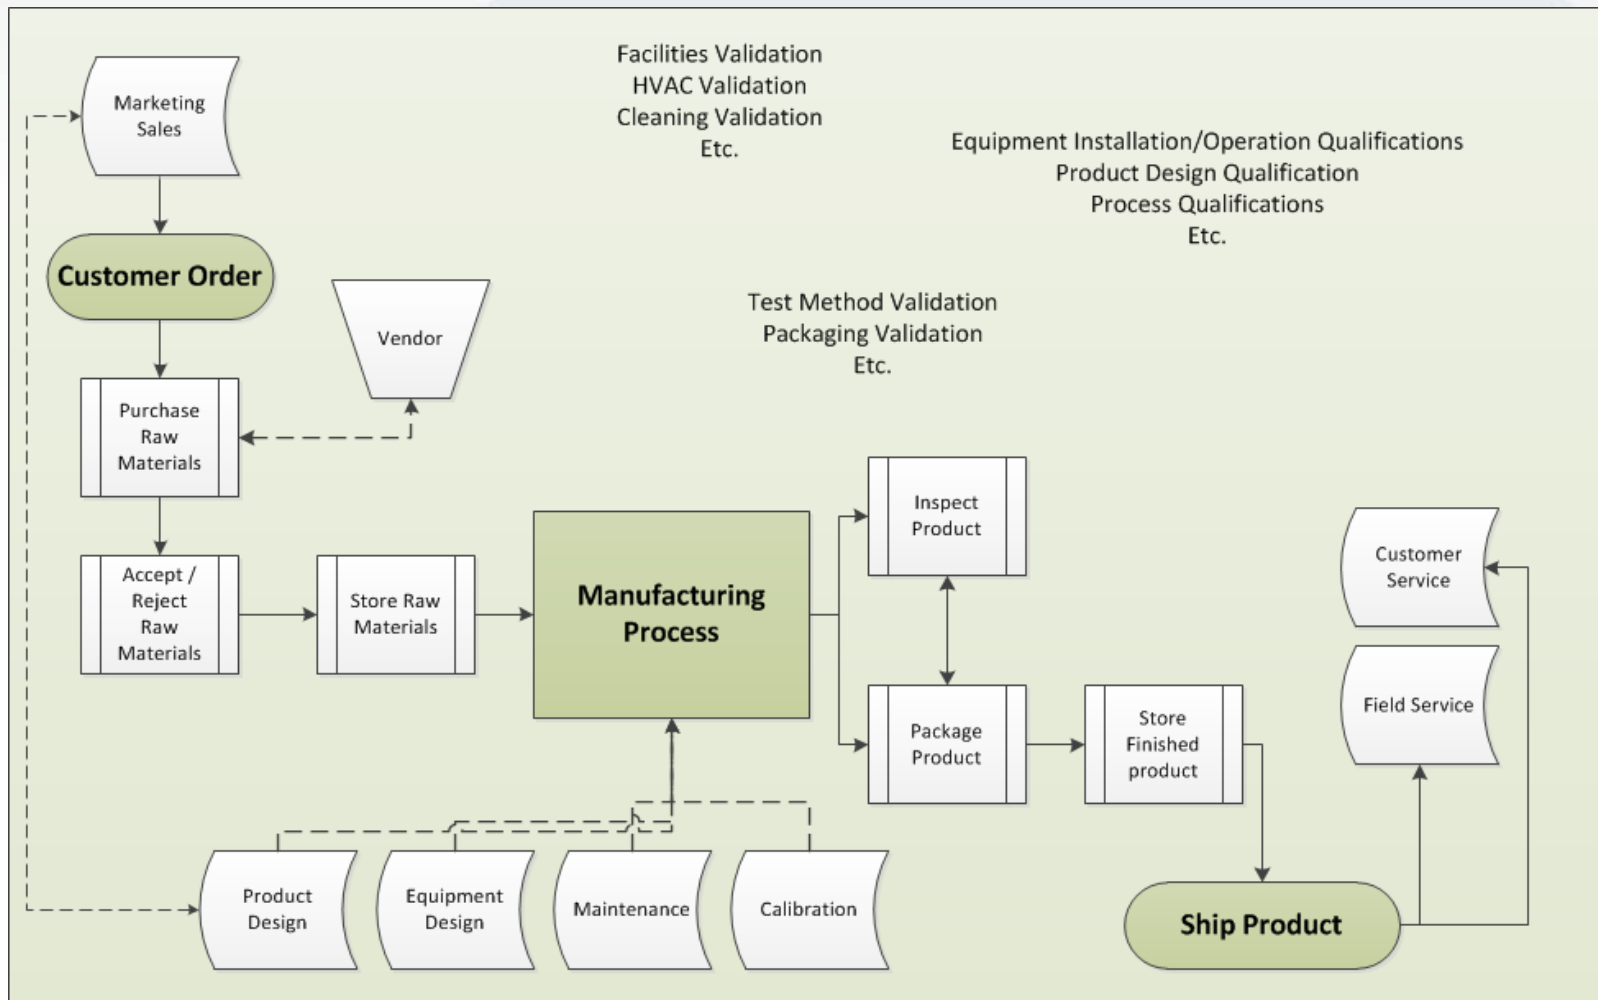 Marketing
Sales
Facilities Validation
HVAC Validation
Cleaning Validation
Etc.
Equipment Installation/Operation Qualifications
Product Design Qualification
Process Qualifications
Etc.
Customer Order
Vendor
Test Method Validation
Packaging Validation
Etc.
Purchase
Raw
Materials
Accept /
Reject
Raw
Materials
Store Raw
Materials
Manufacturing
Process
Inspect
Product
Package
Product
Store
Finished
product
Customer
Service
Field Service
Product
Design
Equipment
Design
Maintenance
Calibration
Ship Product